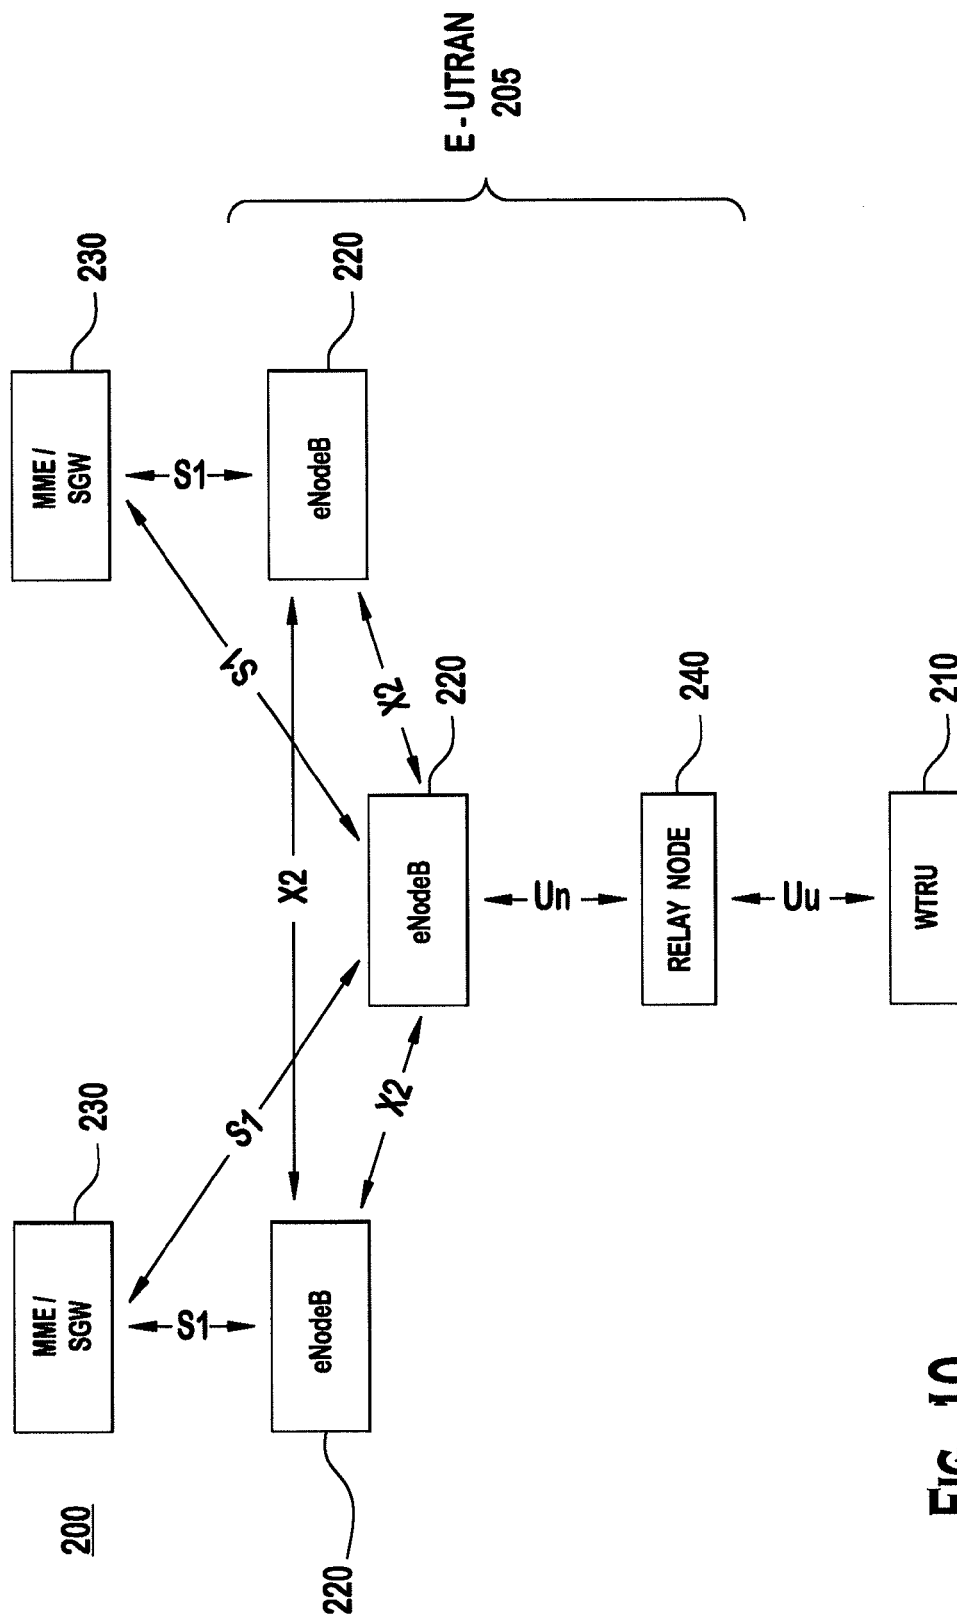 200
MME /
SGW
230
MME /
SGW
230
S1
S1
S1
S1
X2
220
eNodeB
eNodeB
220
X2
X2
eNodeB
220
E - UTRAN
205
Un
RELAY NODE
240
Uu
WTRU
210
FIG.